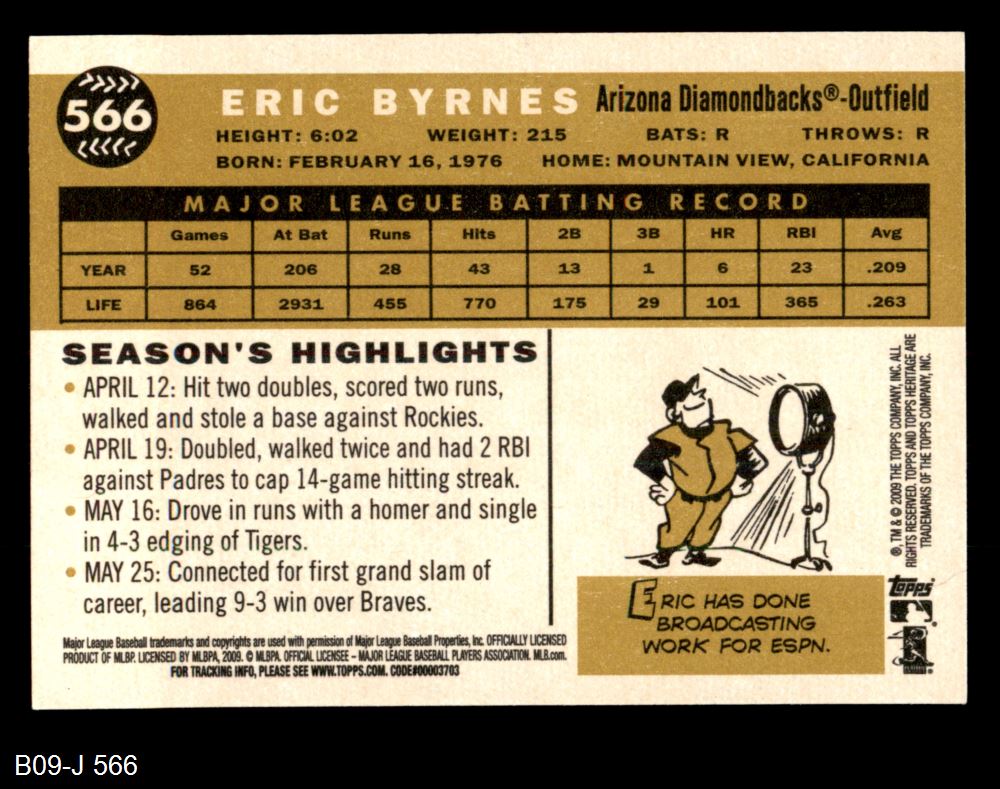 566
ERIC BYRNES Arizona Diamondbacks®-Outfield
HEIGHT: 6:02 WEIGHT: 215 BATS: R THROWS: R
BORN: FEBRUARY 16, 1976 HOME: MOUNTAIN VIEW, CALIFORNIA
MAJOR LEAGUE BATTING RECORD
Games At Bat Runs Hits 2B 3B HR RBI Avg
YEAR 52 206 28 43 13 1 6 23 .209
LIFE 864 2931 455 770 175 29 101 365 .263
SEASON'S HIGHLIGHTS
• APRIL 12: Hit two doubles, scored two runs,
walked and stole a base against Rockies.
• APRIL 19: Doubled, walked twice and had 2 RBI
against Padres to cap 14-game hitting streak.
• MAY 16: Drove in runs with a homer and single
in 4-3 edging of Tigers.
• MAY 25: Connected for first grand slam of
career, leading 9-3 win over Braves.
Major League Baseball trademarks and copyrights are used with permission of Major League Baseball Properties, Inc. OFFICIALLY LICENSED
PRODUCT OF MLBP. LICENSED BY MLBPA, 2009. © MLBPA. OFFICIAL LICENSEE – MAJOR LEAGUE BASEBALL PLAYERS ASSOCIATION. MLB.com.
FOR TRACKING INFO, PLEASE SEE WWW.TOPPS.COM. CODE#00003703
ERIC HAS DONE
BROADCASTING
WORK FOR ESPN.
®, TM & © 2009 THE TOPPS COMPANY, INC. ALL
RIGHTS RESERVED. TOPPS AND TOPPS HERITAGE ARE
TRADEMARKS OF THE TOPPS COMPANY, INC.
topps
B09-J 566